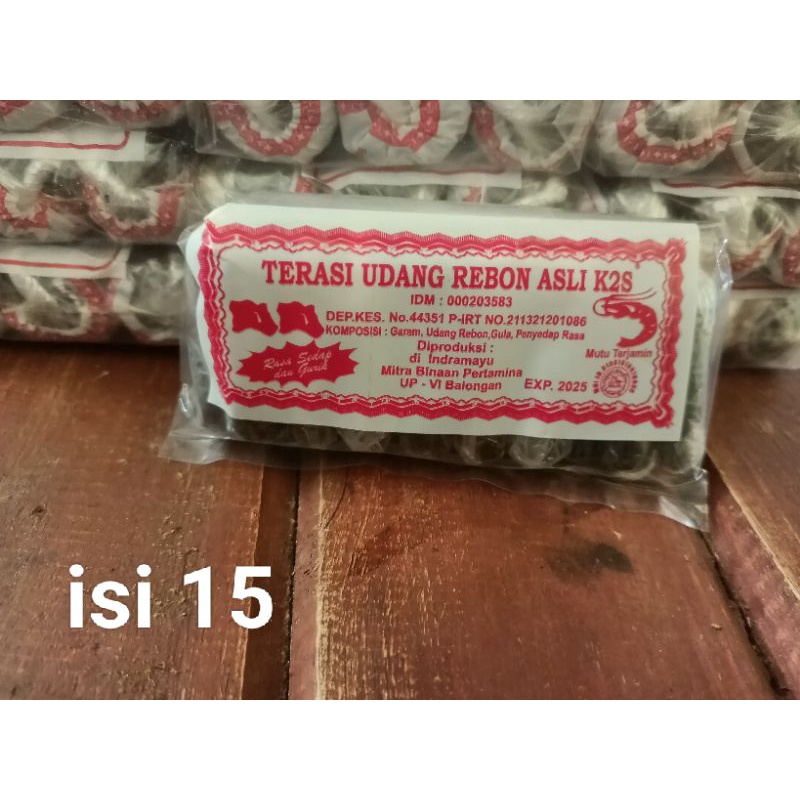 TERASI UDANG REBON ASLI K2S
IDM : 000203583
DEP.KES. No.44351 P-IRT NO.211321201086
KOMPOSISI : Garam, Udang Rebon,Gula, Penyedap Rasa
Diproduksi :
di Indramayu
Mitra Binaan Pertamina
UP - VI Balongan
EXP. 2025
Rasa Sedap
dan Gurih
Mutu Terjamin
isi 15